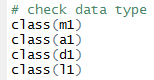 # check data type
class(m1)
class(a1)
class(d1)
class(l1)